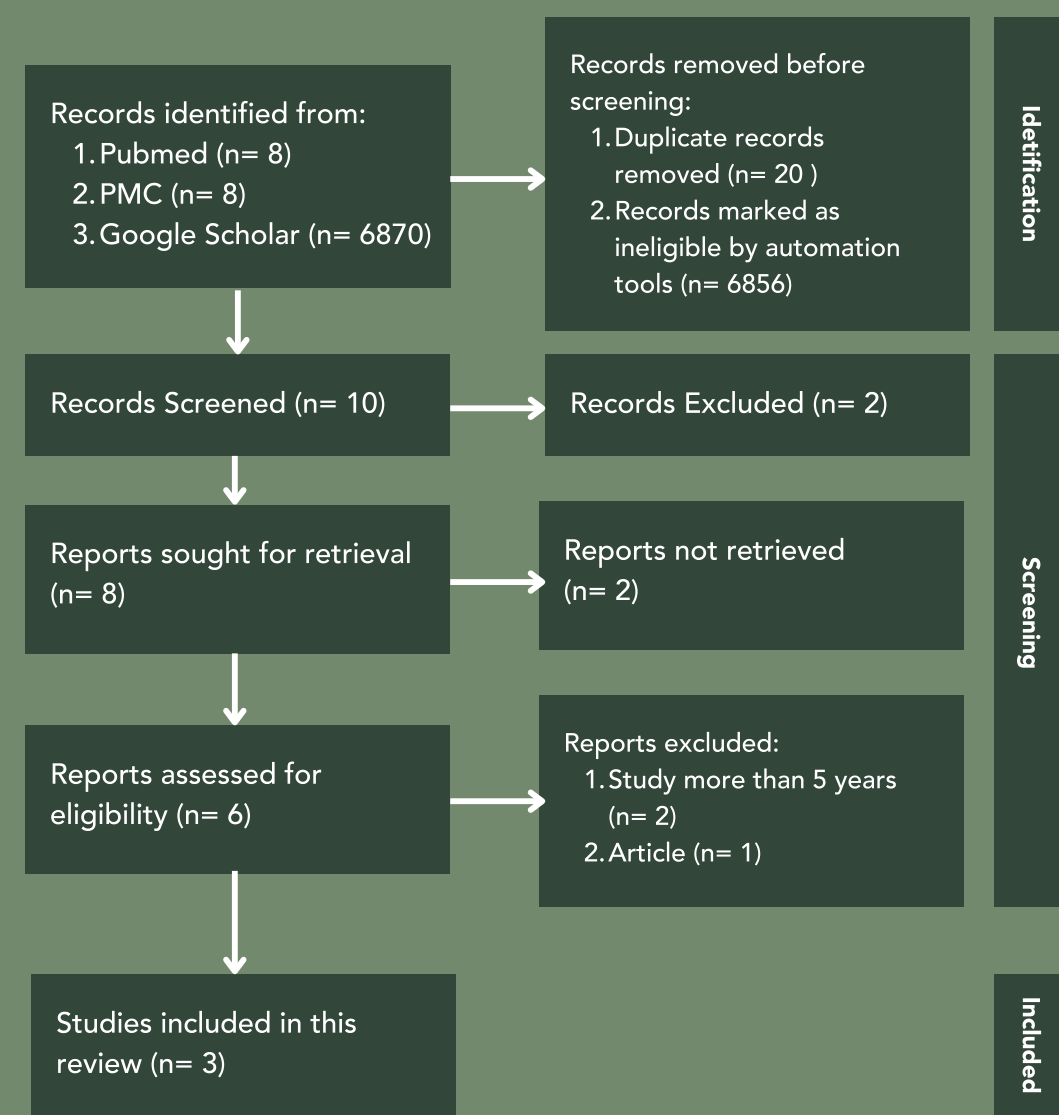 Records identified from:
1. Pubmed (n= 8)
2. PMC (n= 8)
3. Google Scholar (n= 6870)
Records removed before
screening:
1. Duplicate records
removed (n= 20 )
2. Records marked as
ineligible by automation
tools (n= 6856)
Idetification
Records Screened (n= 10)
Records Excluded (n= 2)
Reports sought for retrieval
(n= 8)
Reports not retrieved
(n= 2)
Screening
Reports assessed for
eligibility (n= 6)
Reports excluded:
1. Study more than 5 years
(n= 2)
2. Article (n= 1)
Studies included in this
review (n= 3)
Included